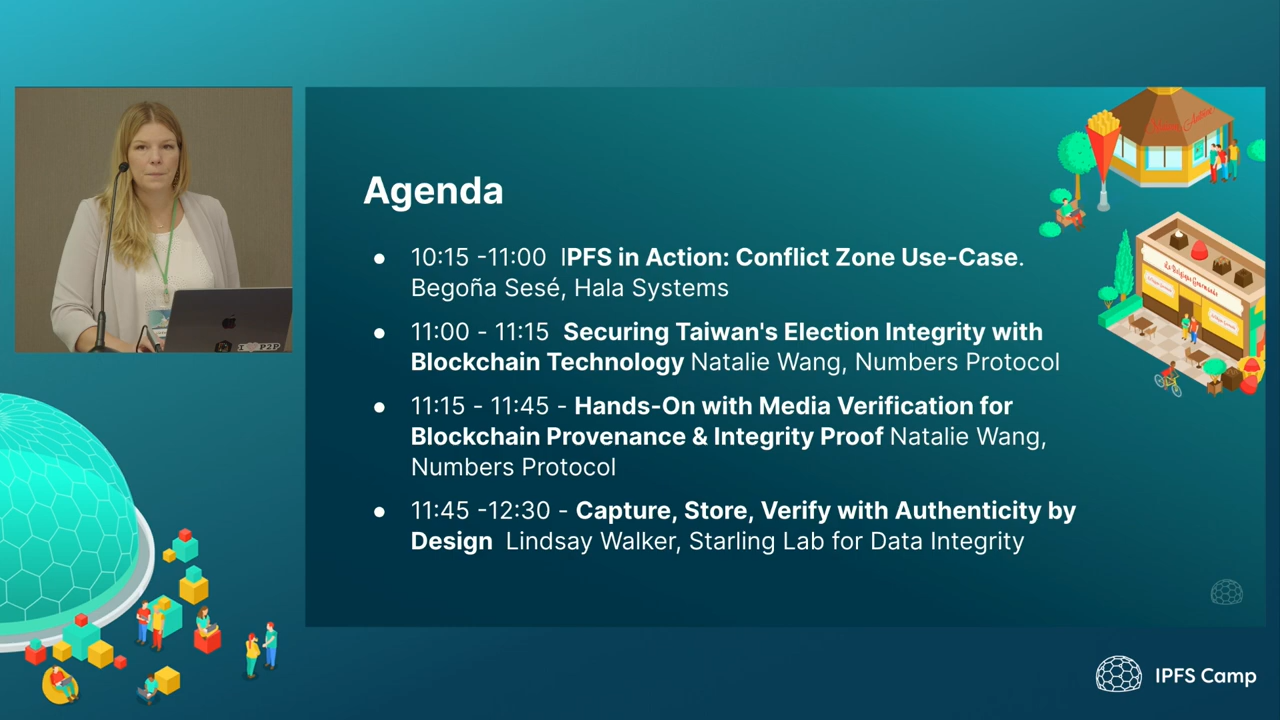 Agenda
● 10:15 -11:00 IPFS in Action: Conflict Zone Use-Case.
Begoña Sesé, Hala Systems
● 11:00 - 11:15 Securing Taiwan's Election Integrity with
Blockchain Technology Natalie Wang, Numbers Protocol
● 11:15 - 11:45 - Hands-On with Media Verification for
Blockchain Provenance & Integrity Proof Natalie Wang,
Numbers Protocol
● 11:45 -12:30 - Capture, Store, Verify with Authenticity by
Design Lindsay Walker, Starling Lab for Data Integrity
IPFS Camp